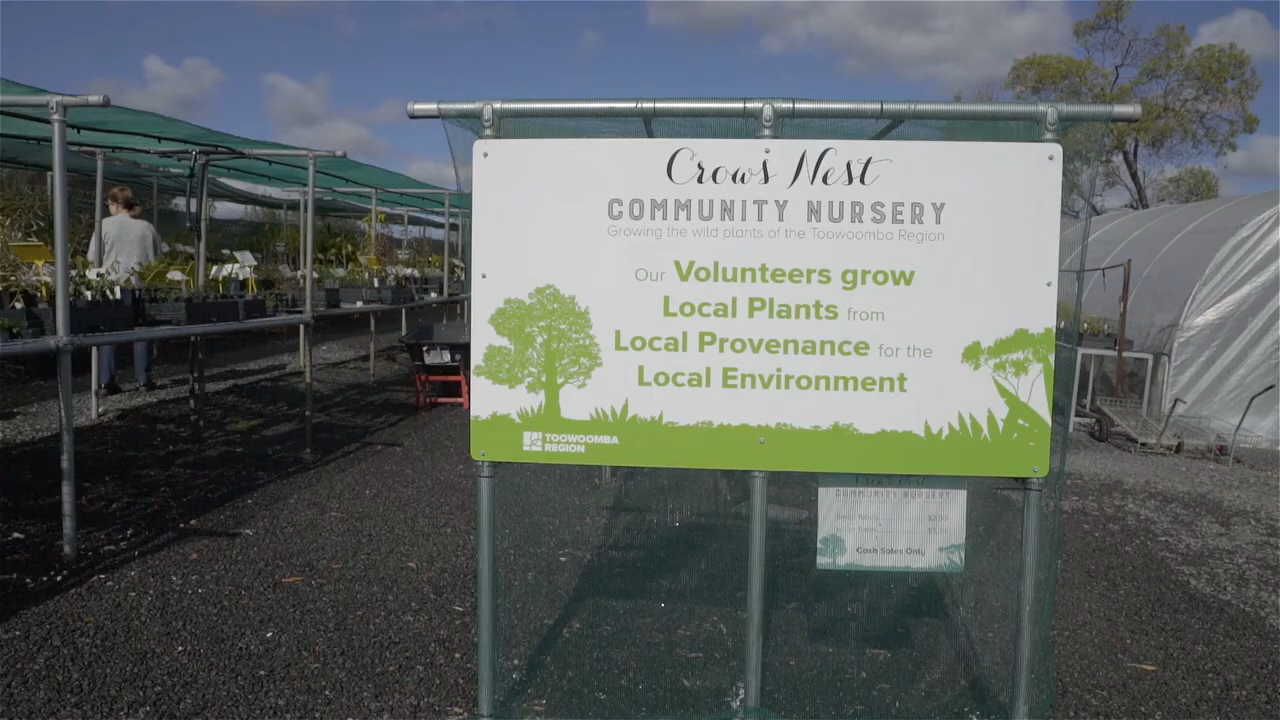 Crows Nest
COMMUNITY NURSERY
Growing the wild plants of the Toowoomba Region
Our Volunteers grow
Local Plants from
Local Provenance for the
Local Environment
TOOWOOMBA
REGION
COMMUNITY NURSERY
Cash Sales Only